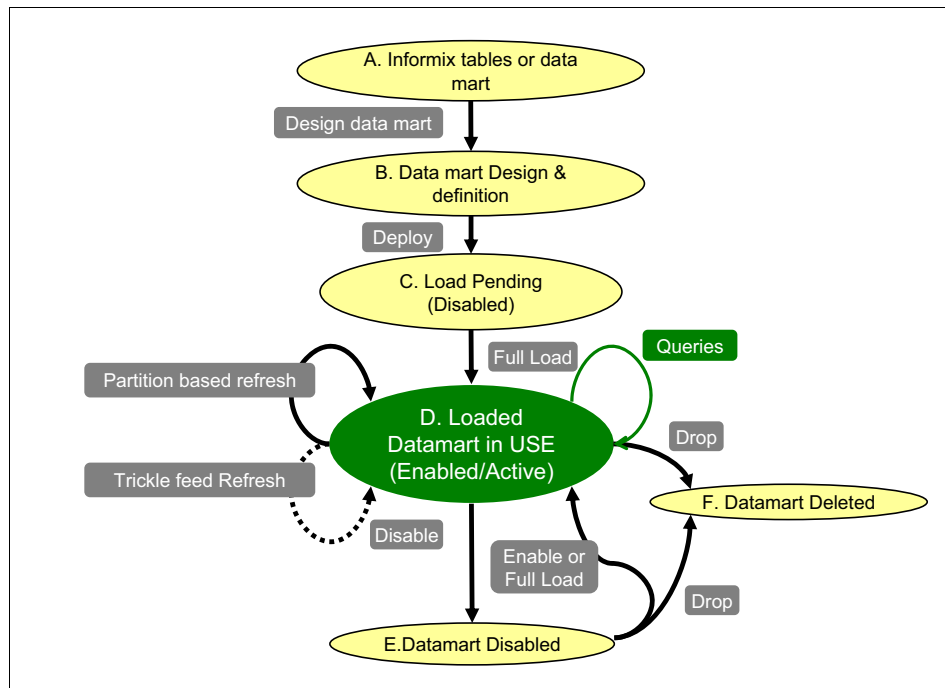 A. Informix tables or data
mart
Design data mart
B. Data mart Design &
definition
Deploy
C. Load Pending
(Disabled)
Full Load
Queries
Partition based refresh
D. Loaded
Datamart in USE
(Enabled/Active)
Drop
Trickle feed Refresh
F. Datamart Deleted
Disable
Enable or
Full Load
Drop
E.Datamart Disabled